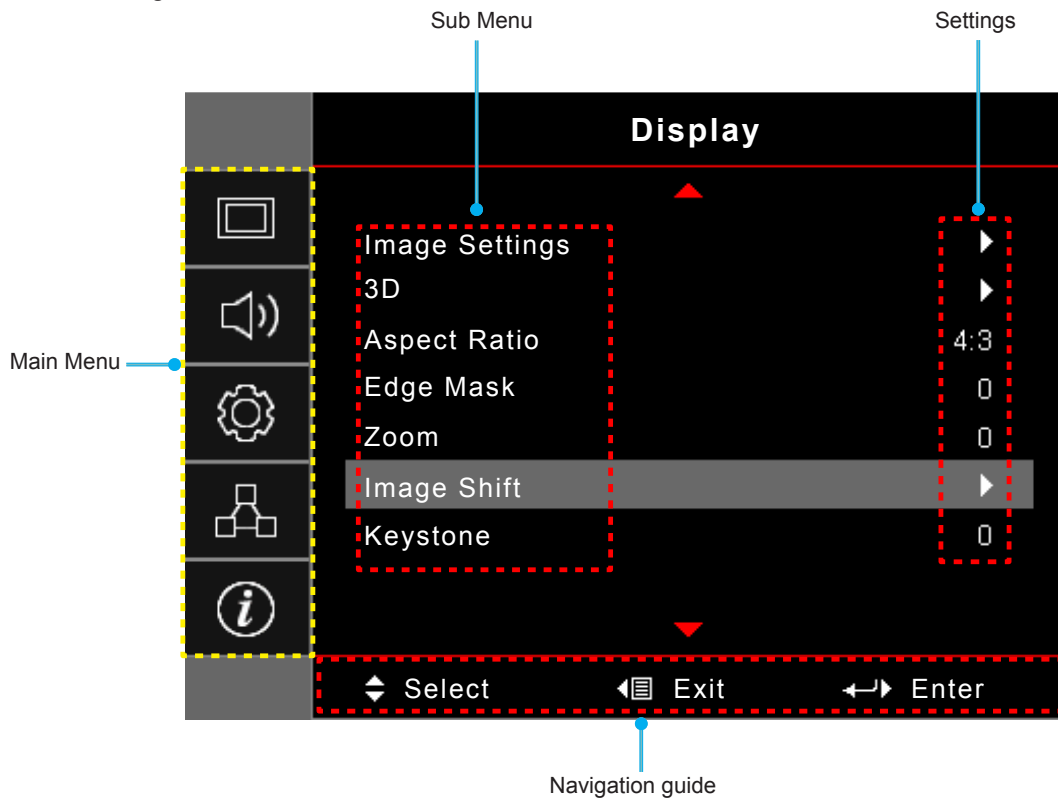 Sub Menu Settings
Display
Image Settings
3D
Aspect Ratio 4:3
Main Menu
Edge Mask 0
Zoom 0
Image Shift
Keystone 0
i
Select Exit Enter
Navigation guide